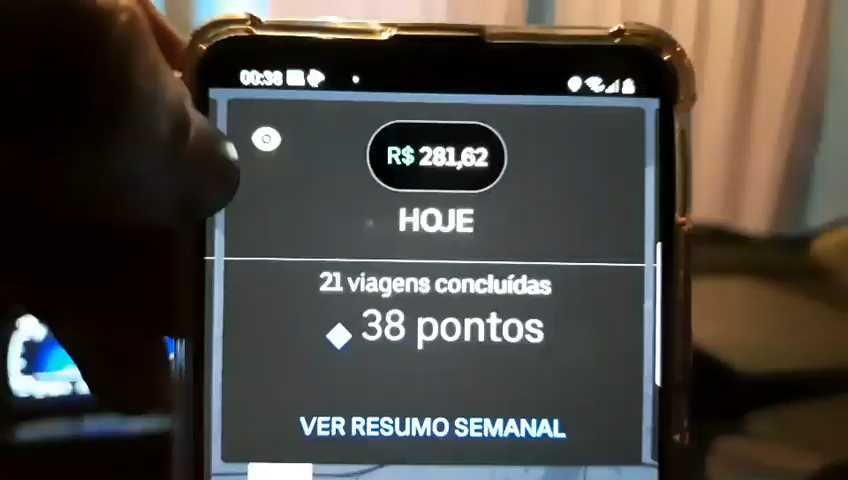 00:38
R$ 281,62
HOJE
21 viagens concluídas
38 pontos
VER RESUMO SEMANAL